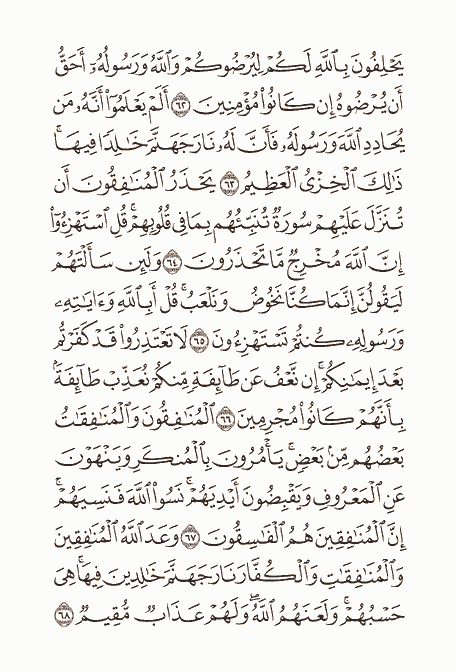 يَحْلِفُونَ بِٱللَّهِ لَكُمْ لِيُرْضُوكُمْ وَٱللَّهُ وَرَسُولُهُۥٓ أَحَقُّ
أَن يُرْضُوهُ إِن كَانُوا۟ مُؤْمِنِينَ ٦٢ أَلَمْ يَعْلَمُوٓا۟ أَنَّهُۥ مَن
يُحَادِدِ ٱللَّهَ وَرَسُولَهُۥ فَأَنَّ لَهُۥ نَارَ جَهَنَّمَ خَٰلِدًا فِيهَا ۚ
ذَٰلِكَ ٱلْخِزْىُ ٱلْعَظِيمُ ٦٣ يَحْذَرُ ٱلْمُنَٰفِقُونَ أَن
تُنَزَّلَ عَلَيْهِمْ سُورَةٌ تُنَبِّئُهُم بِمَا فِى قُلُوبِهِمْ ۚ قُلِ ٱسْتَهْزِءُوٓا۟
إِنَّ ٱللَّهَ مُخْرِجٌ مَّا تَحْذَرُونَ ٦٤ وَلَئِن سَأَلْتَهُمْ
لَيَقُولُنَّ إِنَّمَا كُنَّا نَخُوضُ وَنَلْعَبُ ۚ قُلْ أَبِٱللَّهِ وَءَايَٰتِهِۦ
وَرَسُولِهِۦ كُنتُمْ تَسْتَهْزِءُونَ ٦٥ لَا تَعْتَذِرُوا۟ قَدْ كَفَرْتُم
بَعْدَ إِيمَٰنِكُمْ ۚ إِن نَّعْفُ عَن طَآئِفَةٍ مِّنكُمْ نُعَذِّبْ طَآئِفَةًۢ
بِأَنَّهُمْ كَانُوا۟ مُجْرِمِينَ ٦٦ ٱلْمُنَٰفِقُونَ وَٱلْمُنَٰفِقَٰتُ
بَعْضُهُم مِّنۢ بَعْضٍ ۚ يَأْمُرُونَ بِٱلْمُنكَرِ وَيَنْهَوْنَ
عَنِ ٱلْمَعْرُوفِ وَيَقْبِضُونَ أَيْدِيَهُمْ ۚ نَسُوا۟ ٱللَّهَ فَنَسِيَهُمْ ۗ
إِنَّ ٱلْمُنَٰفِقِينَ هُمُ ٱلْفَٰسِقُونَ ٦٧ وَعَدَ ٱللَّهُ ٱلْمُنَٰفِقِينَ
وَٱلْمُنَٰفِقَٰتِ وَٱلْكُفَّارَ نَارَ جَهَنَّمَ خَٰلِدِينَ فِيهَا ۚ هِىَ
حَسْبُهُمْ ۚ وَلَعَنَهُمُ ٱللَّهُ ۖ وَلَهُمْ عَذَابٌ مُّقِيمٌ ٦٨